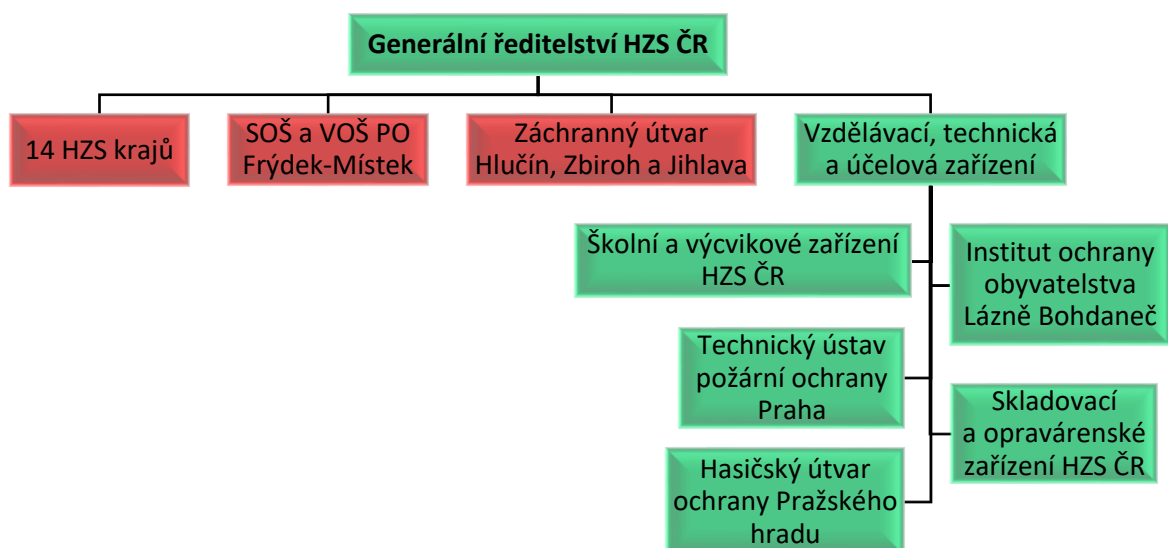 Generální ředitelství HZS ČR
14 HZS krajů
SOŠ a VOŠ PO
Frýdek-Místek
Záchranný útvar
Hlučín, Zbiroh a Jihlava
Vzdělávací, technická
a účelová zařízení
Školní a výcvikové zařízení
HZS ČR
Institut ochrany
obyvatelstva
Lázně Bohdaneč
Technický ústav
požární ochrany
Praha
Skladovací
a opravárenské
zařízení HZS ČR
Hasičský útvar
ochrany Pražského
hradu